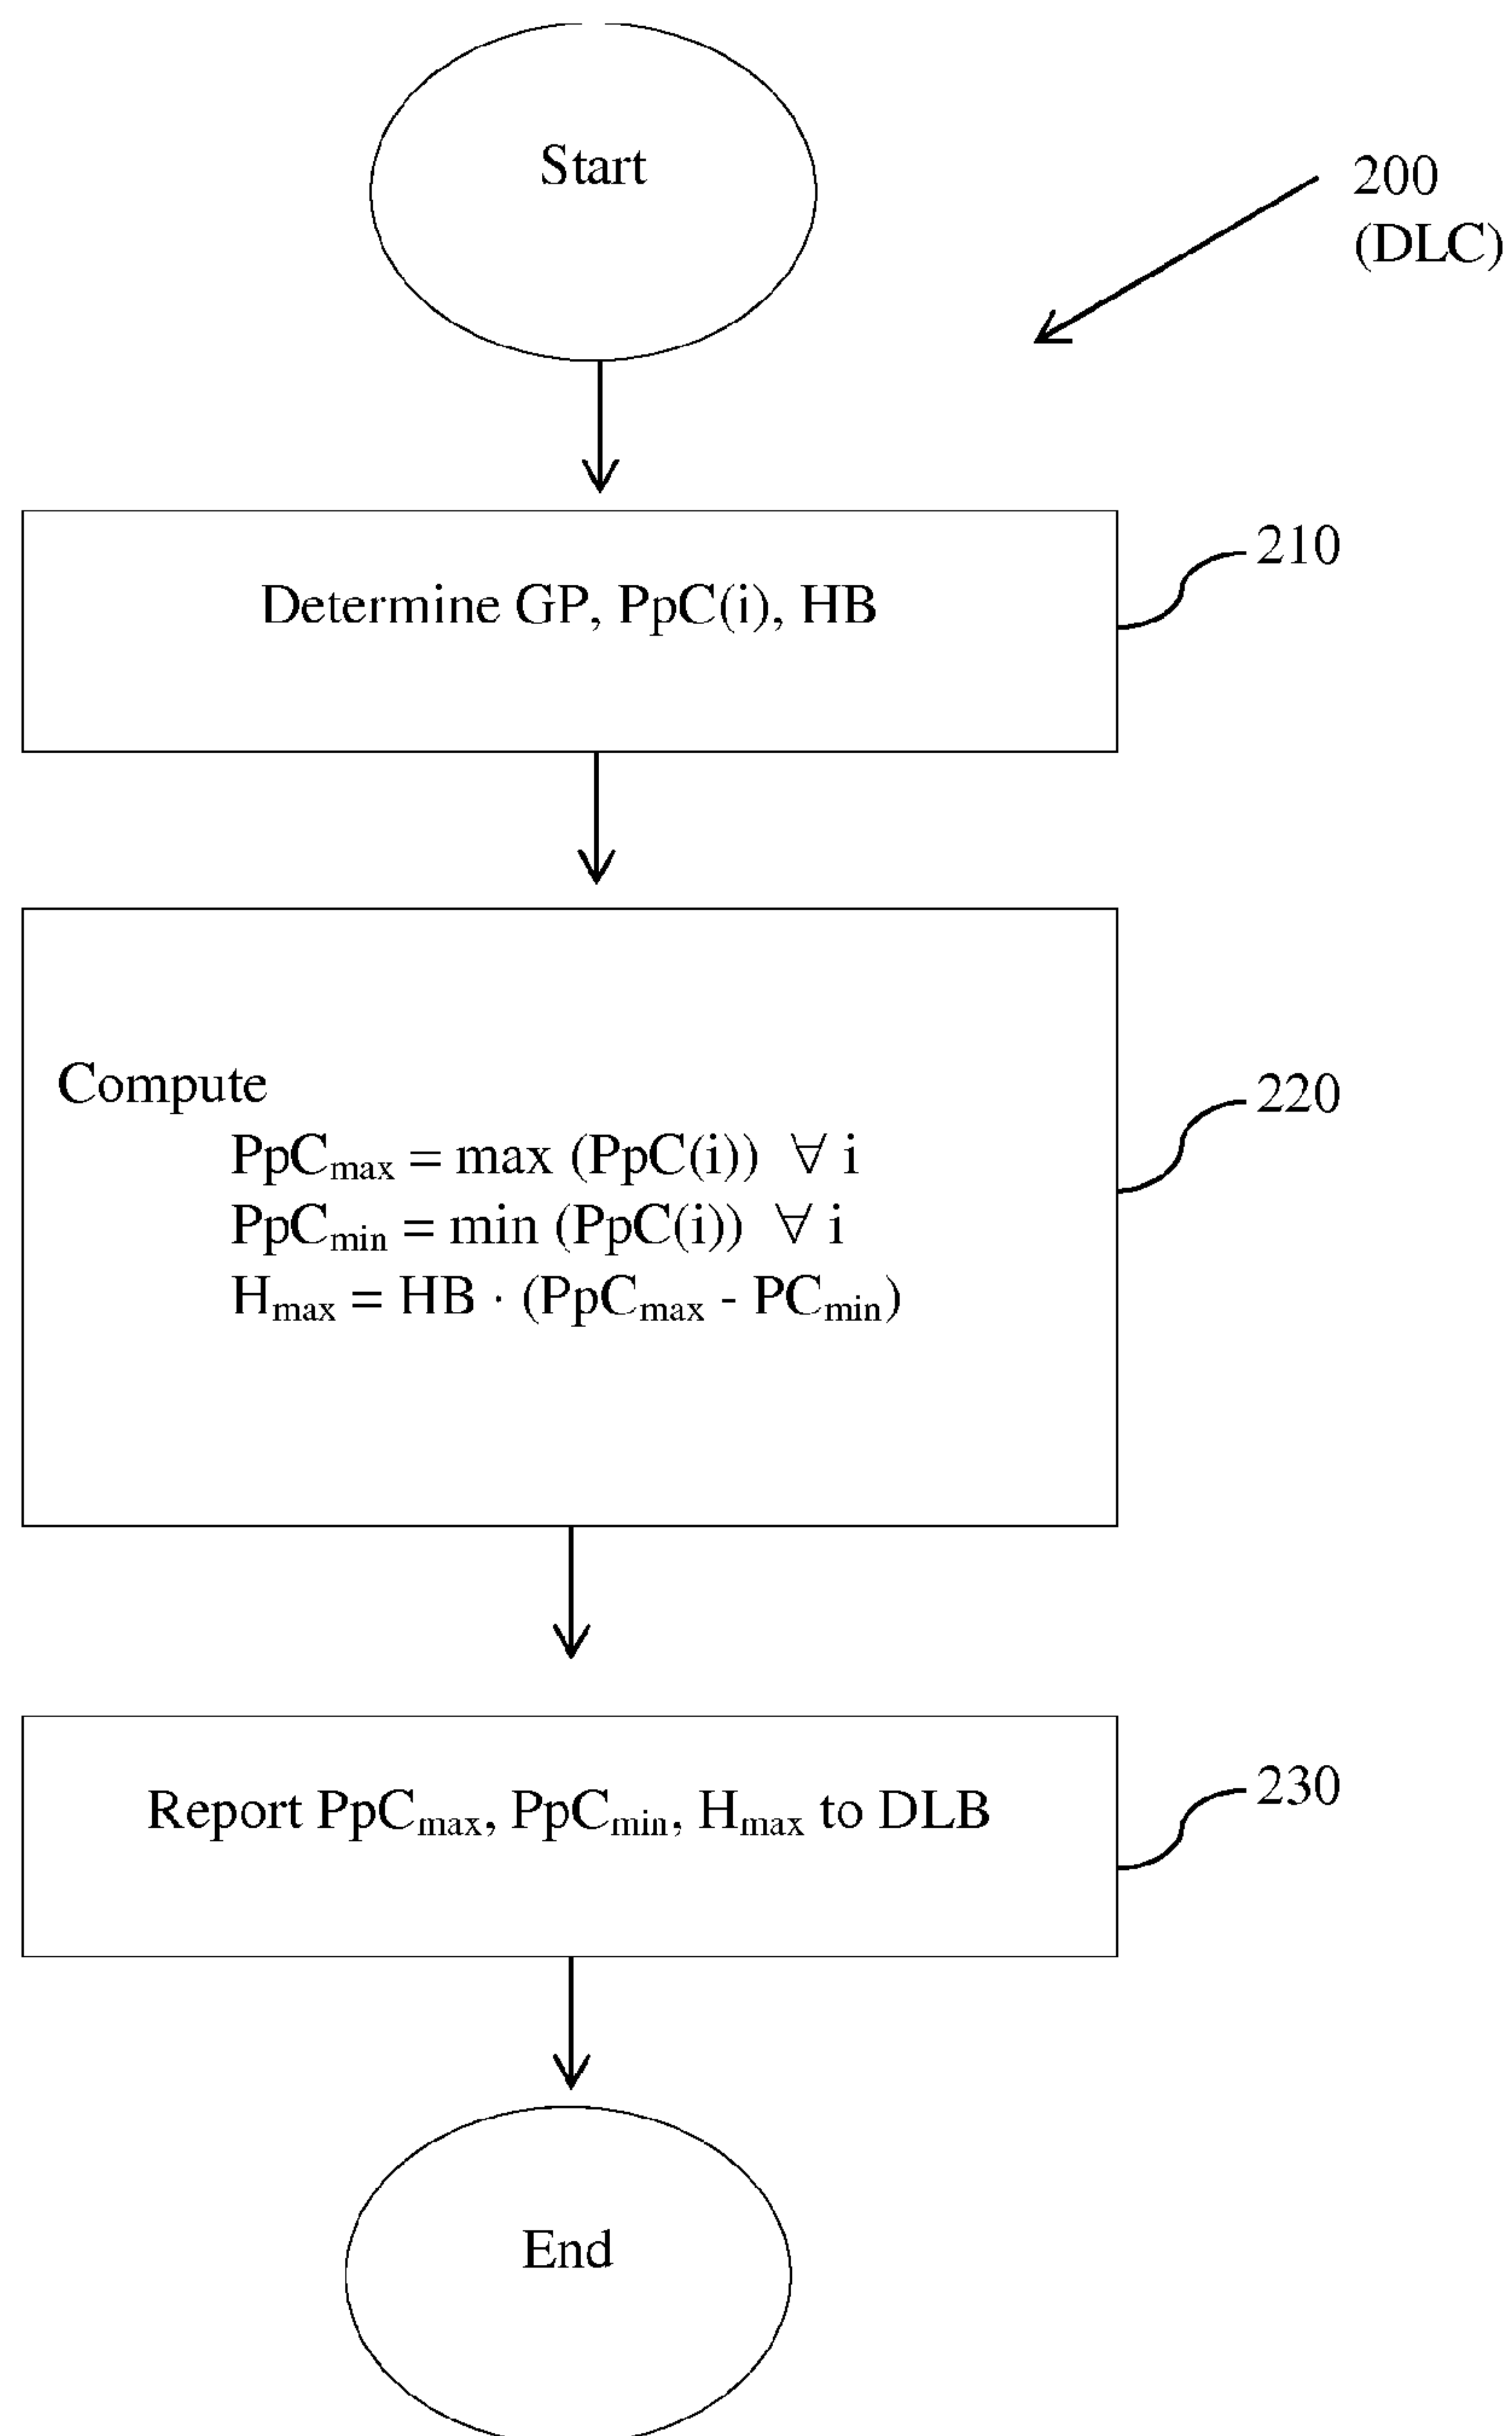 Start
200
(DLC)
Determine GP, PpC(i), HB
210
Compute
PpCmax = max (PpC(i)) ∀ i
PpCmin = min (PpC(i)) ∀ i
Hmax = HB · (PpCmax - PCmin)
220
Report PpCmax, PpCmin, Hmax to DLB
230
End